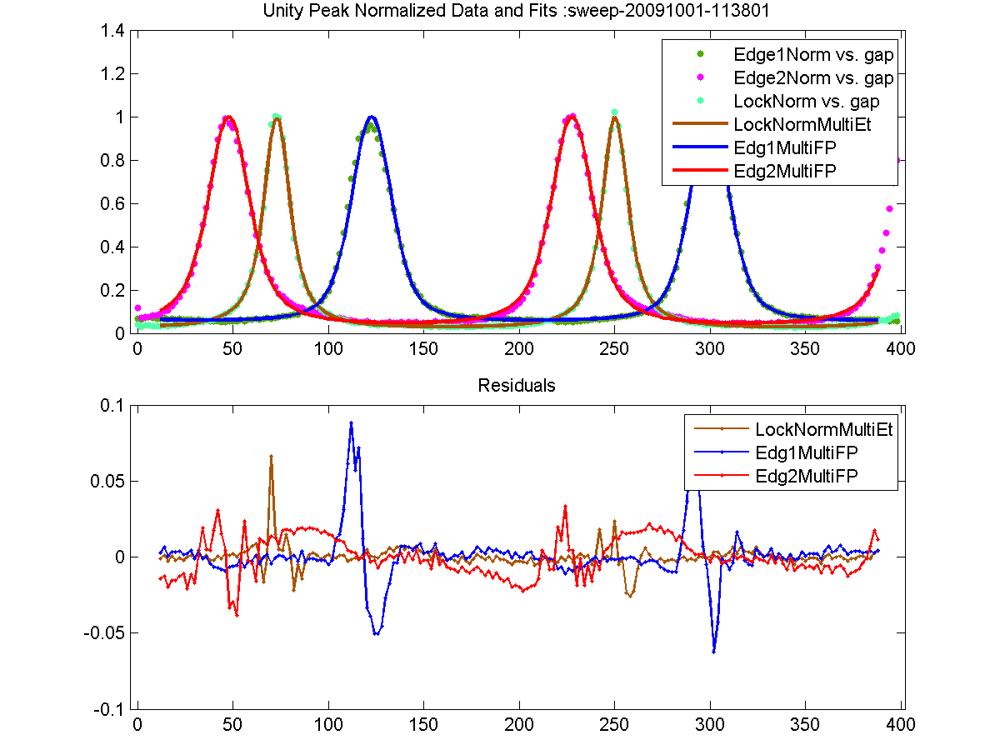 Unity Peak Normalized Data and Fits :sweep-20091001-113801
1.4
1.2
1
0.8
0.6
0.4
0.2
0
0 50 100 150 200 250 300 350 400
Edge1Norm vs. gap
Edge2Norm vs. gap
LockNorm vs. gap
LockNormMultiEt
Edg1MultiFP
Edg2MultiFP
Residuals
0.1
0.05
0
-0.05
-0.1
0 50 100 150 200 250 300 350 400
LockNormMultiEt
Edg1MultiFP
Edg2MultiFP